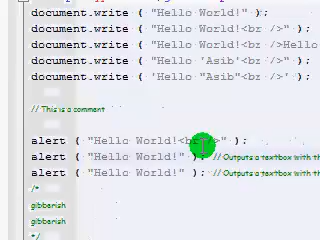 document.write ( "Hello World!" );
document.write ( "Hello World!<br />" );
document.write ( "Hello World!<br />Hello
document.write ( "Hello 'Asib'<br />" );
document.write ( 'Hello "Asib"<br />' );
// This is a comment
alert ( "Hello World!<br />" );
alert ( "Hello World!" ); // Outputs a textbox with th
alert ( "Hello World!" ); // Outputs a textbox with th
/*
gibberish
gibberish
*/